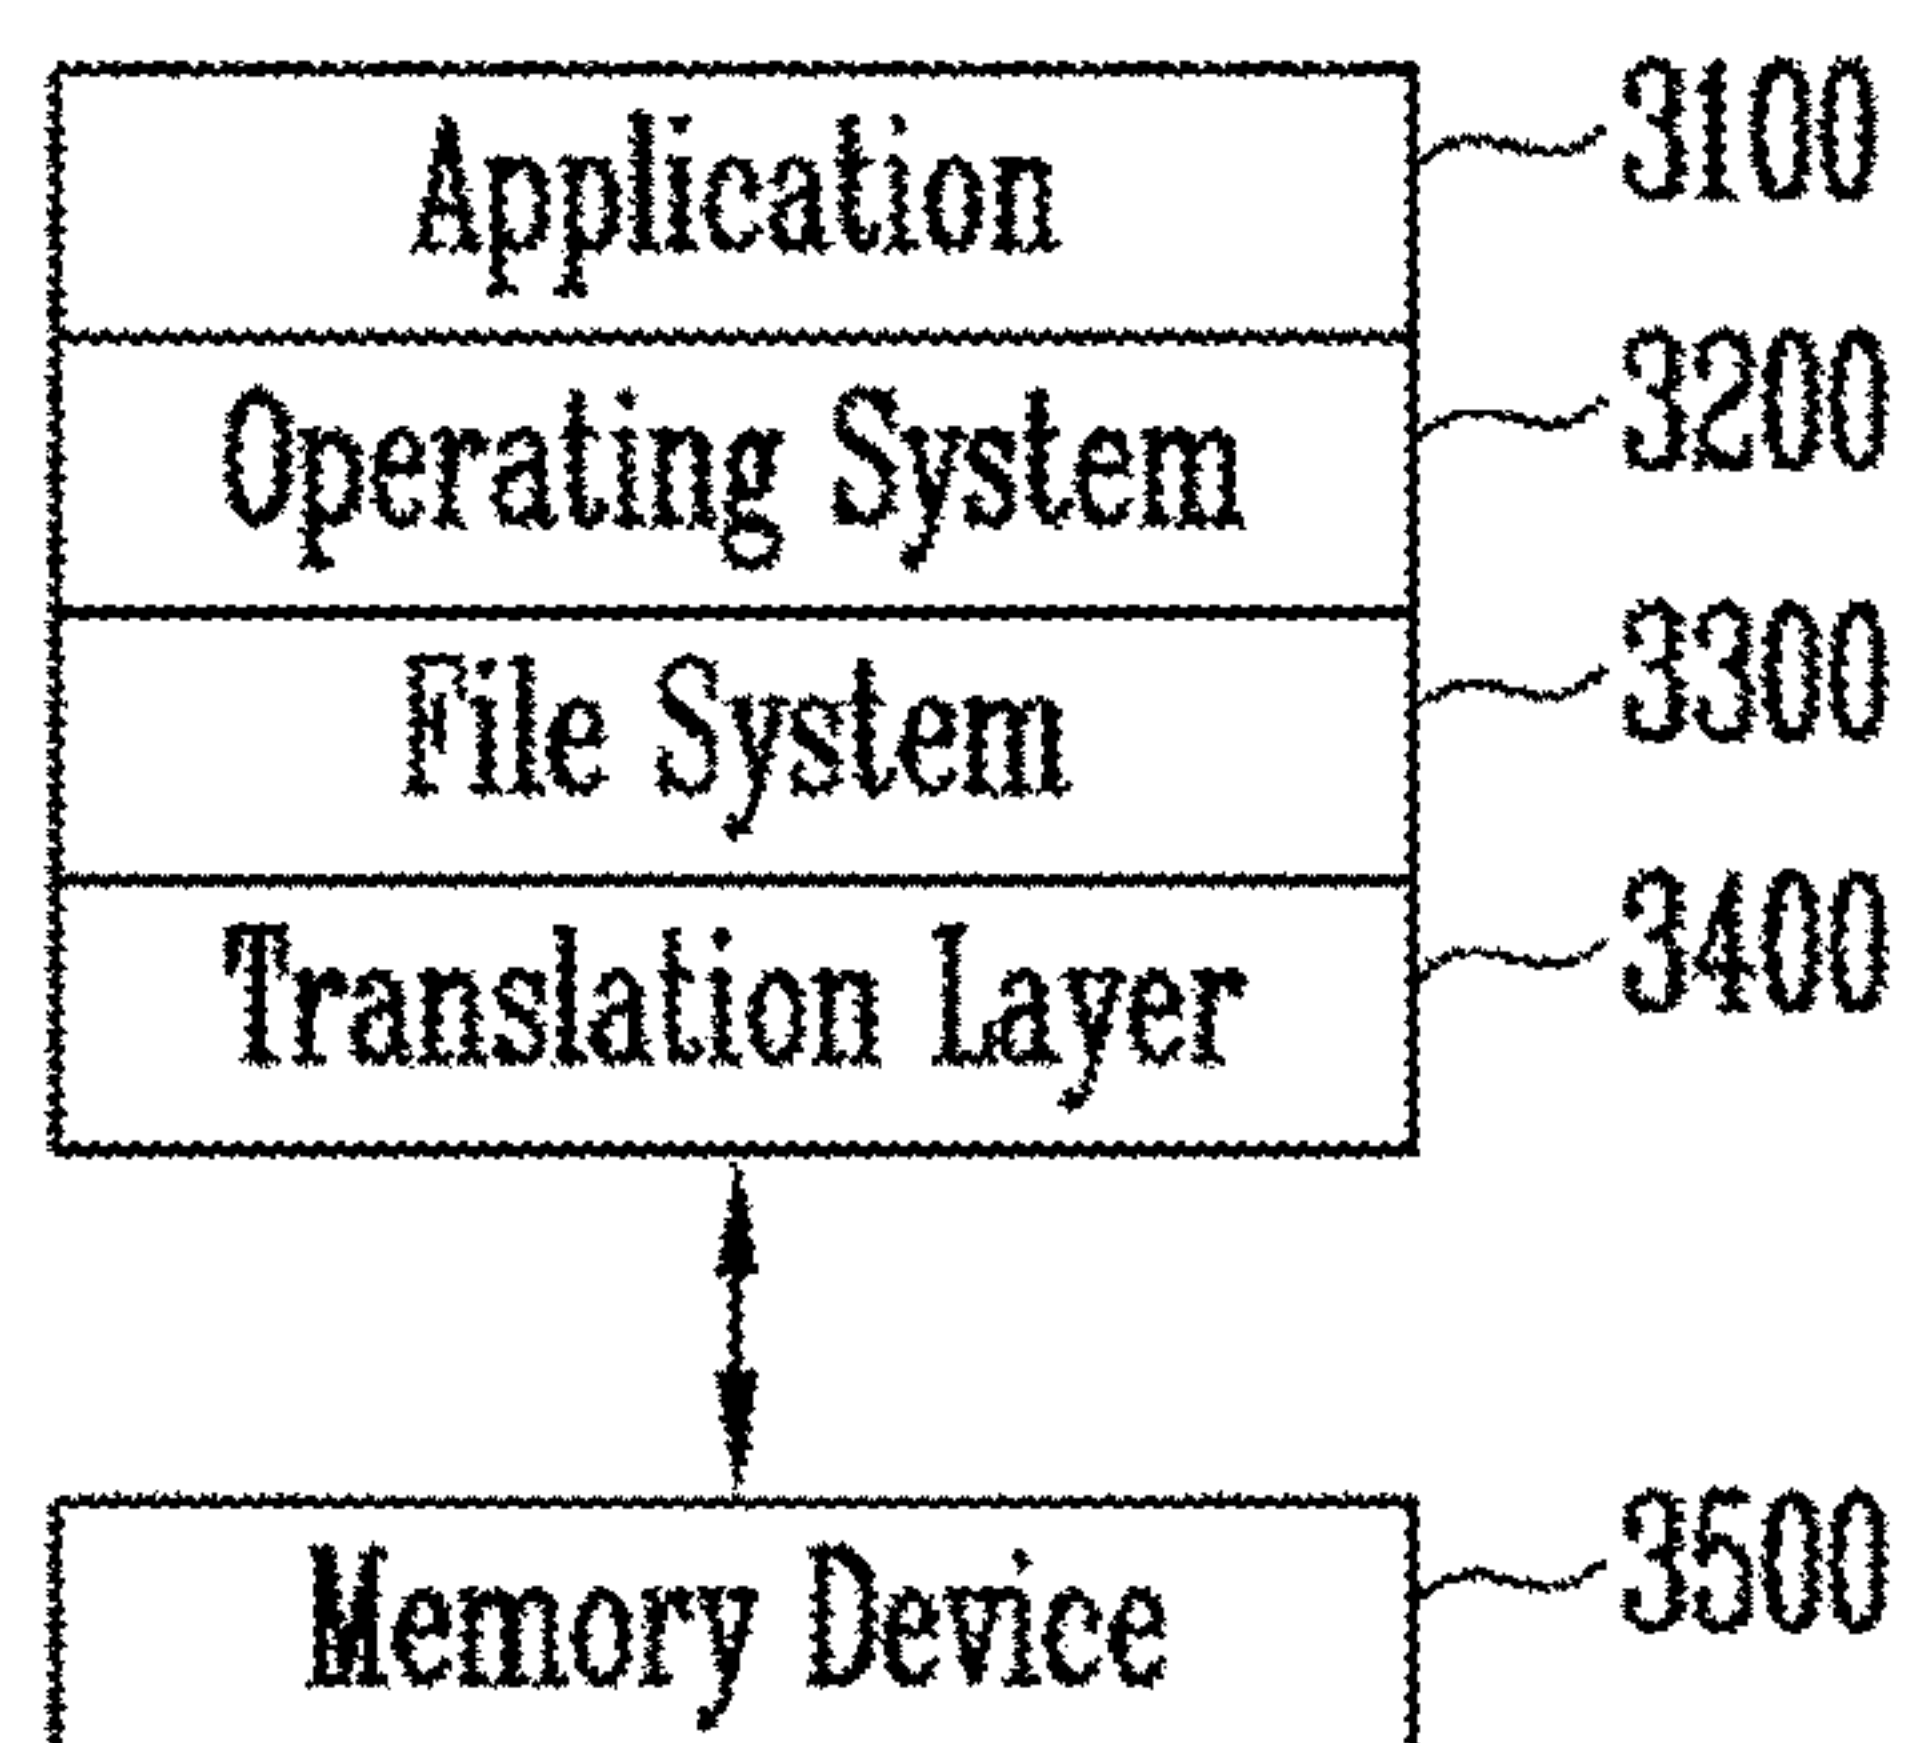 Application 3100
Operating System 3200
File System 3300
Translation Layer 3400
Memory Device 3500